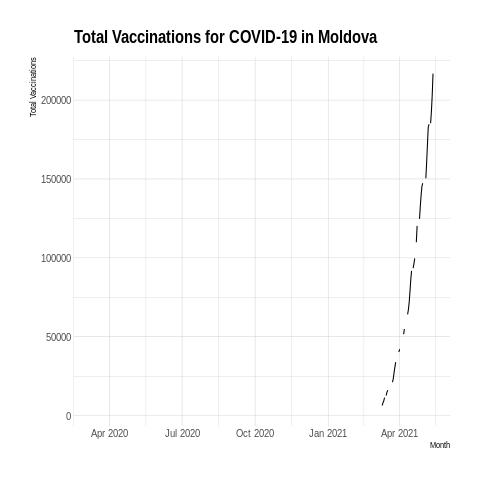 Total Vaccinations for COVID-19 in Moldova
Total Vaccinations
200000
150000
100000
50000
0
Apr 2020 Jul 2020 Oct 2020 Jan 2021 Apr 2021
Month